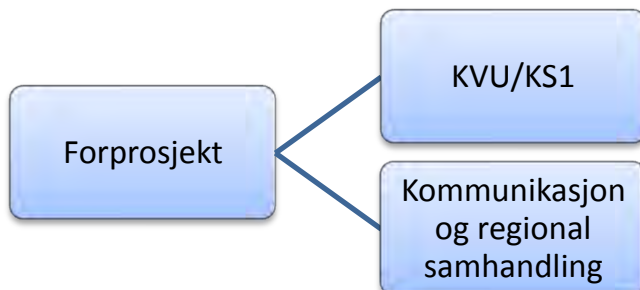 Forprosjekt
KVU/KS1
Kommunikasjon
og regional
samhandling